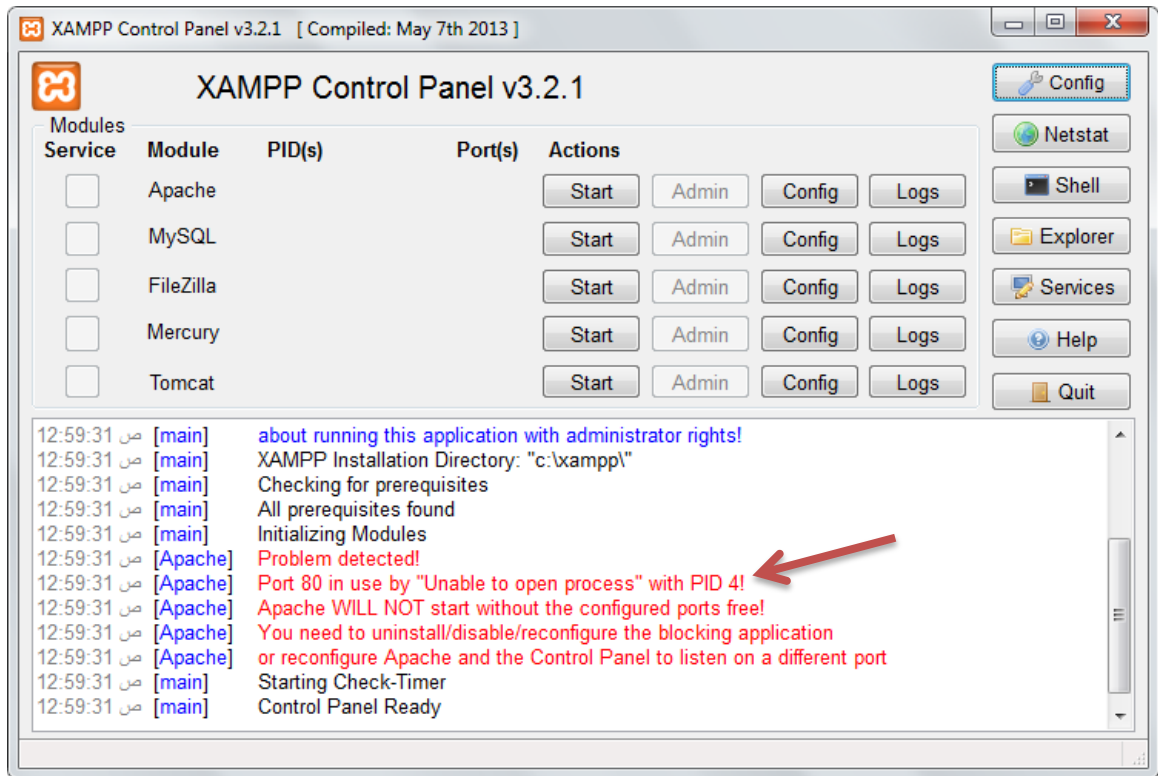 XAMPP Control Panel v3.2.1 [ Compiled: May 7th 2013 ]
XAMPP Control Panel v3.2.1
Config
Modules
Netstat
Service Module PID(s) Port(s) Actions
Apache Start Admin Config Logs
Shell
MySQL Start Admin Config Logs
Explorer
FileZilla Start Admin Config Logs
Services
Mercury Start Admin Config Logs
Help
Tomcat Start Admin Config Logs
Quit
12:59:31 ص [main] about running this application with administrator rights!
12:59:31 ص [main] XAMPP Installation Directory: "c:\xampp\"
12:59:31 ص [main] Checking for prerequisites
12:59:31 ص [main] All prerequisites found
12:59:31 ص [main] Initializing Modules
12:59:31 ص [Apache] Problem detected!
12:59:31 ص [Apache] Port 80 in use by "Unable to open process" with PID 4!
12:59:31 ص [Apache] Apache WILL NOT start without the configured ports free!
12:59:31 ص [Apache] You need to uninstall/disable/reconfigure the blocking application
12:59:31 ص [Apache] or reconfigure Apache and the Control Panel to listen on a different port
12:59:31 ص [main] Starting Check-Timer
12:59:31 ص [main] Control Panel Ready